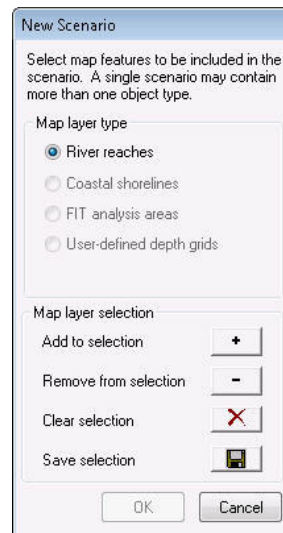 New Scenario
Select map features to be included in the
scenario. A single scenario may contain
more than one object type.
Map layer type
River reaches
Coastal shorelines
FIT analysis areas
User-defined depth grids
Map layer selection
Add to selection +
Remove from selection -
Clear selection
Save selection
OK Cancel